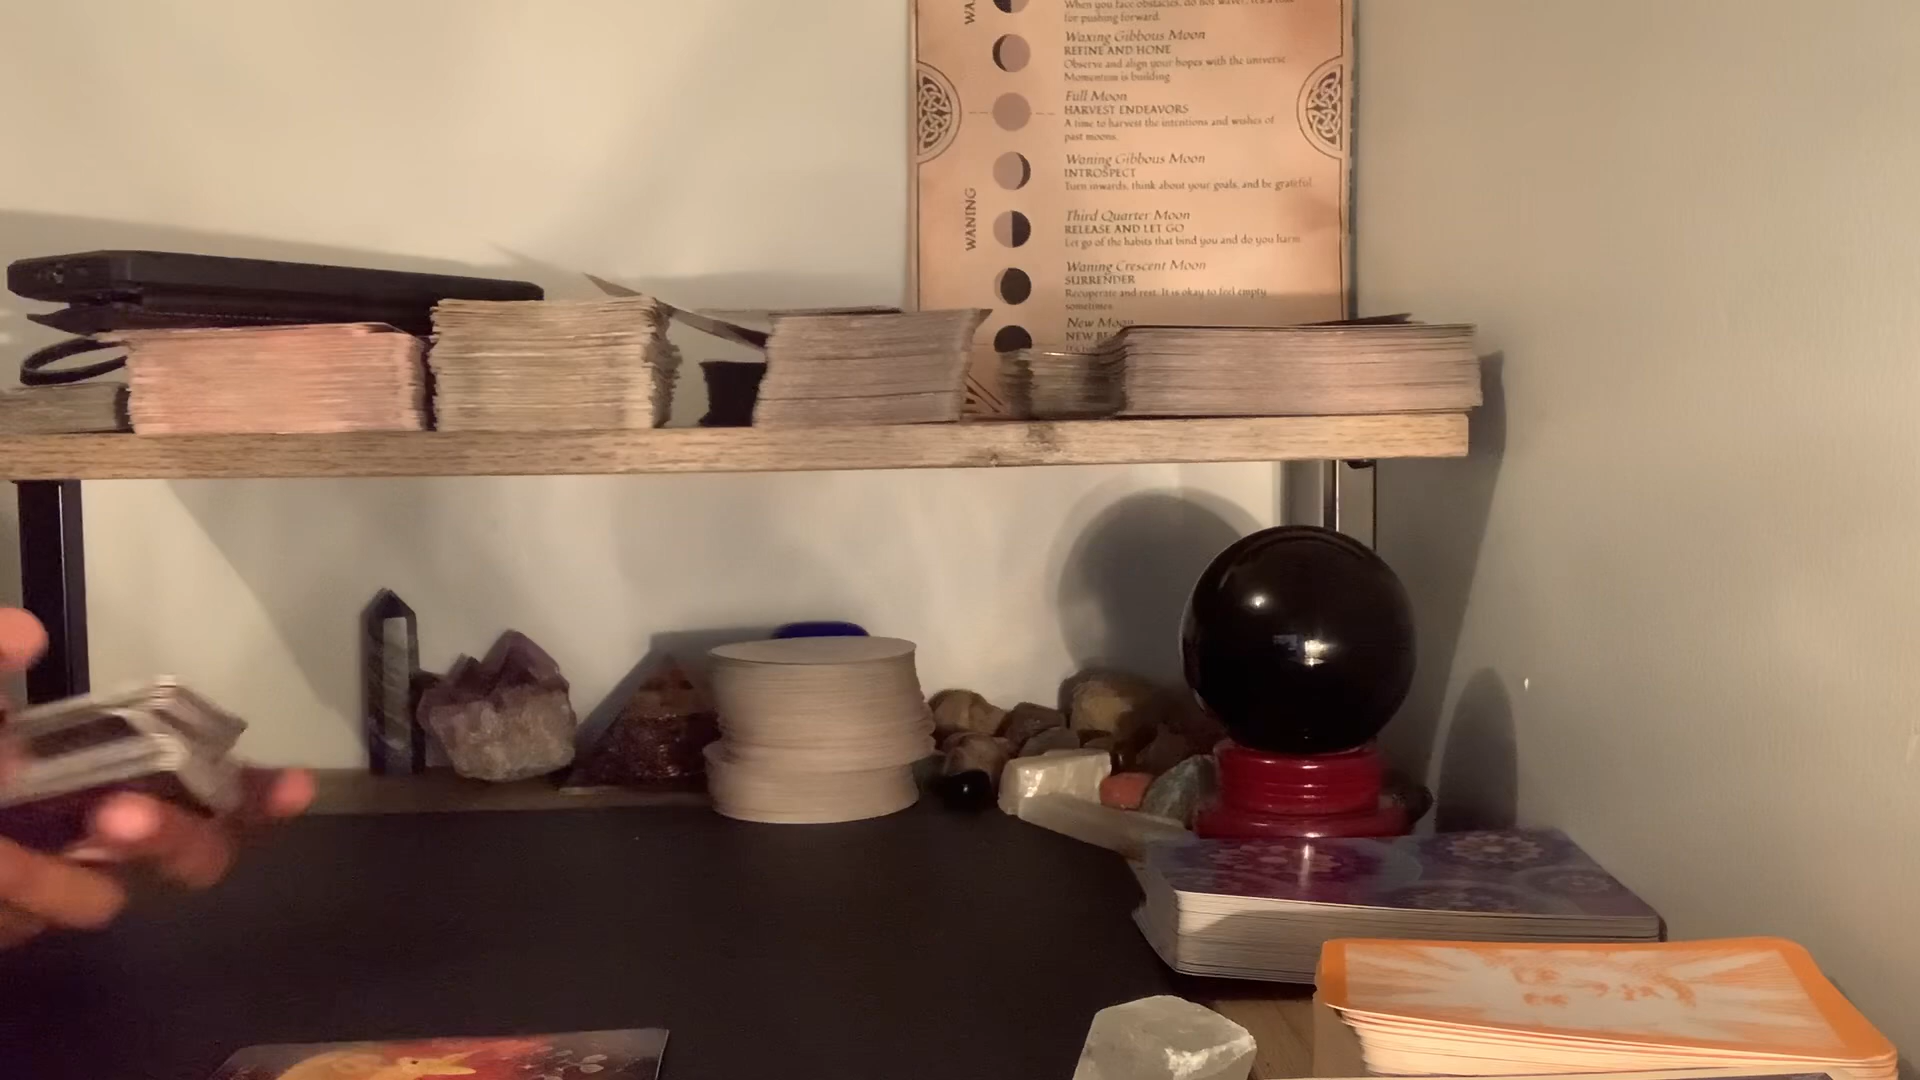 When you face obstacles, do not waver. It's a time
for pushing forward.
Waxing Gibbous Moon
REFINE AND HONE
Observe and align your hopes with the universe
Momentum is building
Full Moon
HARVEST ENDEAVORS
A time to harvest the intentions and wishes of
past moons.
Waning Gibbous Moon
INTROSPECT
Turn inwards, think about your goals, and be grateful.
WANING
Third Quarter Moon
RELEASE AND LET GO
Let go of the habits that bind you and do you harm
Waning Crescent Moon
SURRENDER
Recuperate and rest. It is okay to feel empty
sometimes
New Moon
NEW